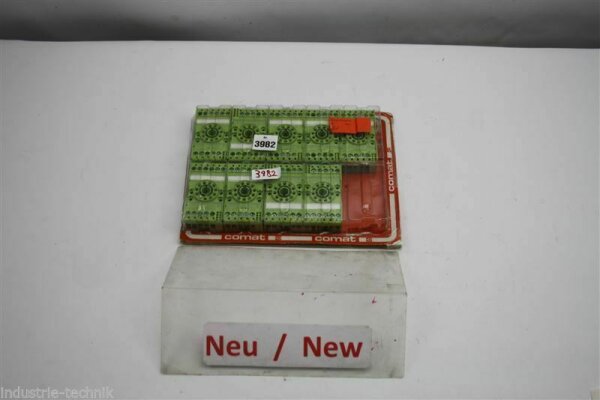 3982
3982
comat
comat comat
Neu / New
industrie-technik